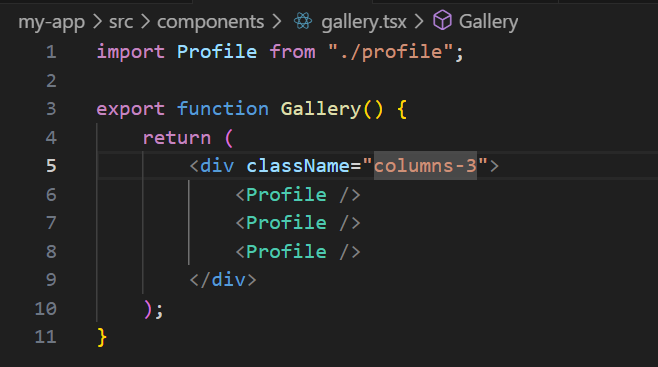 my-app > src > components > gallery.tsx > Gallery
1 import Profile from "./profile";
2
3 export function Gallery() {
4     return (
5         <div className="columns-3">
6             <Profile />
7             <Profile />
8             <Profile />
9         </div>
10     );
11 }